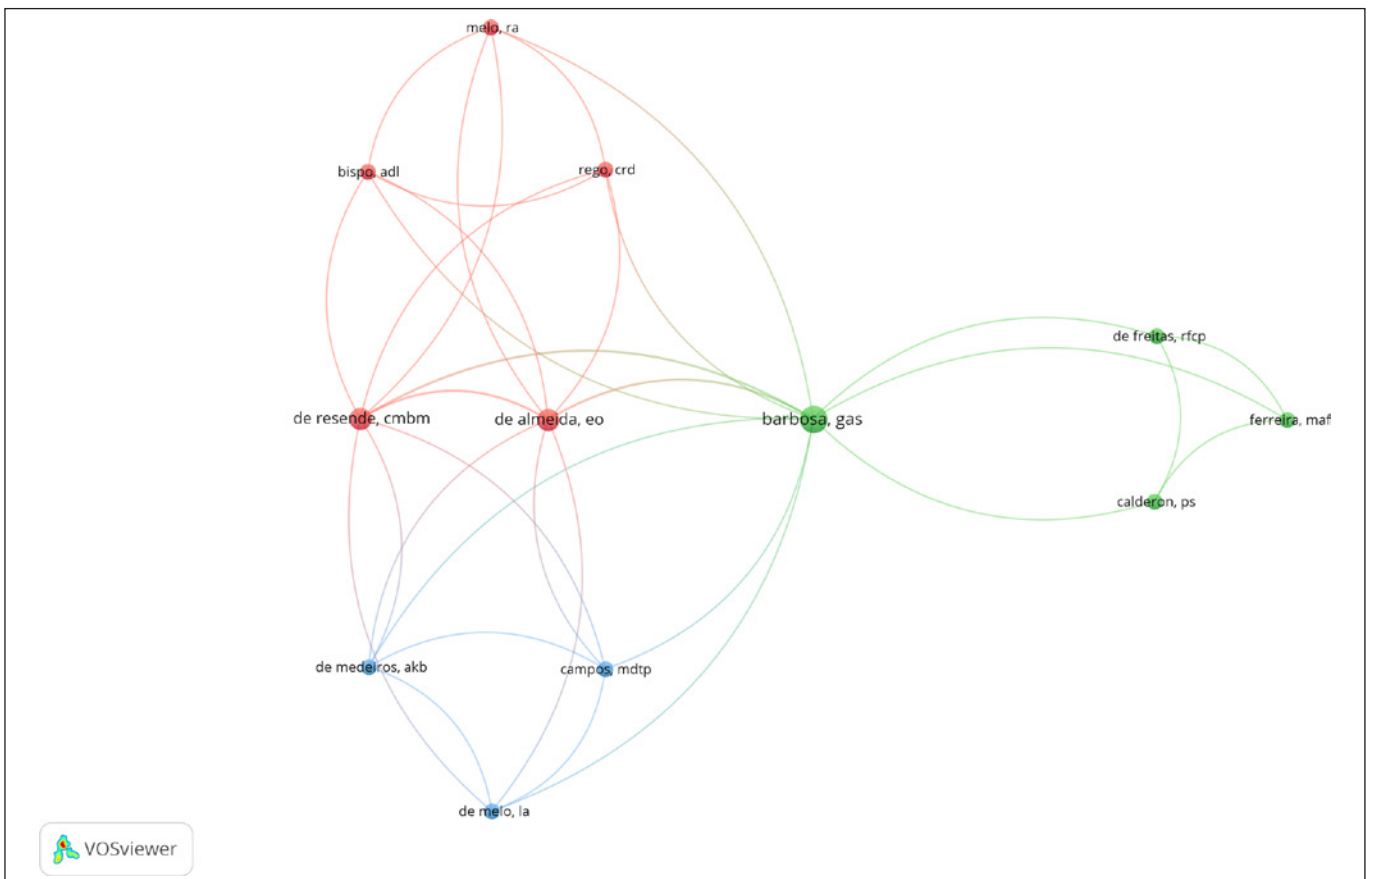 melo, ra
bispo, adl
rego, crd
de freitas, rfcp
de resende, cmbm
de almeida, eo
barbosa, gas
ferreira, maf
calderon, ps
de medeiros, akb
campos, mdtp
de melo, la
VOSviewer